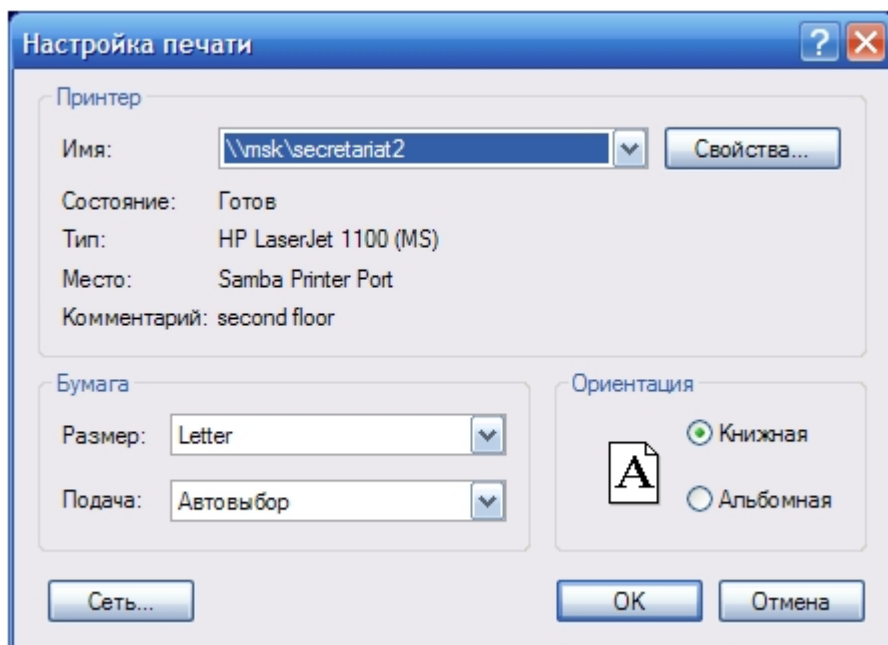 Настройка печати
Принтер
Имя: \\msk\secretariat2 Свойства...
Состояние: Готов
Тип: HP LaserJet 1100 (MS)
Место: Samba Printer Port
Комментарий: second floor
Бумага
Размер: Letter
Подача: Автовыбор
Ориентация
A
Книжная
Альбомная
Сеть... OK Отмена